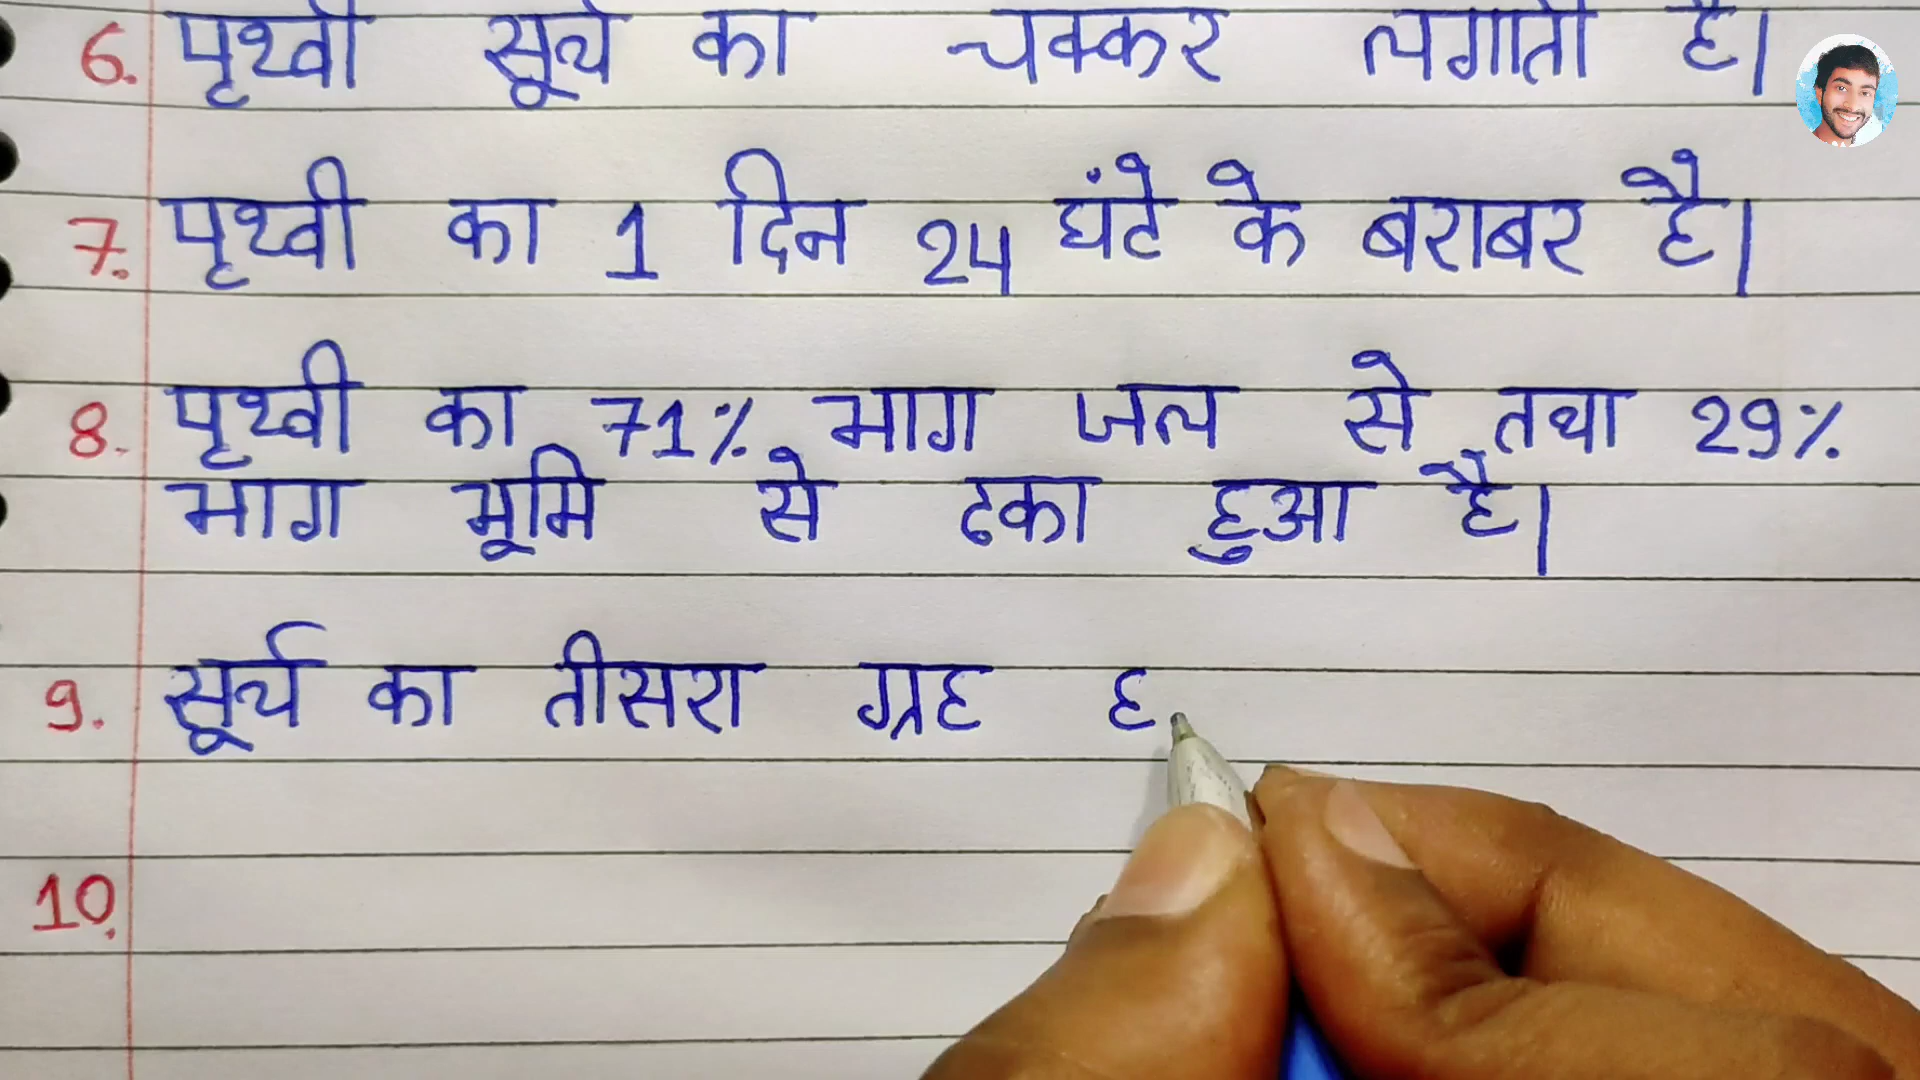 6. पृथ्वी सूर्य का चक्कर लगाती है।
7. पृथ्वी का 1 दिन 24 घंटे के बराबर है।
8. पृथ्वी का 71% भाग जल से तथा 29%
भाग भूमि से ढका हुआ है।
9. सूर्य का तीसरा ग्रह ह
10.